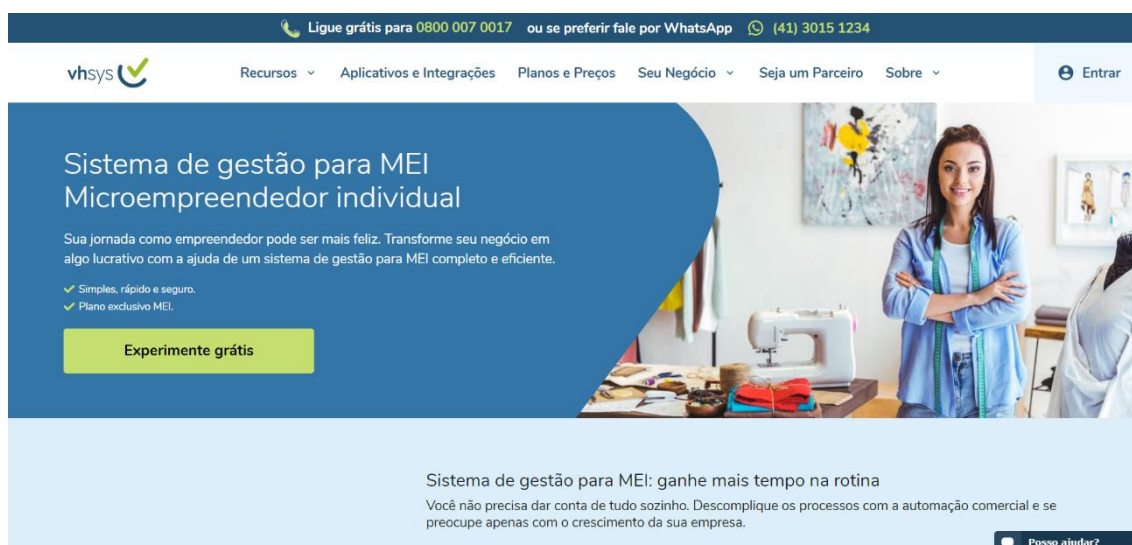 Ligue grátis para 0800 007 0017 ou se preferir fale por WhatsApp (41) 3015 1234
vhsys Recursos Aplicativos e Integrações Planos e Preços Seu Negócio Seja um Parceiro Sobre Entrar
Sistema de gestão para MEI
Microempreendedor individual
Sua jornada como empreendedor pode ser mais feliz. Transforme seu negócio em
algo lucrativo com a ajuda de um sistema de gestão para MEI completo e eficiente.
Simples, rápido e seguro.
Plano exclusivo MEI.
Experimente grátis
Sistema de gestão para MEI: ganhe mais tempo na rotina
Você não precisa dar conta de tudo sozinho. Descomplique os processos com a automação comercial e se
preocupe apenas com o crescimento da sua empresa.
Posso ajudar?